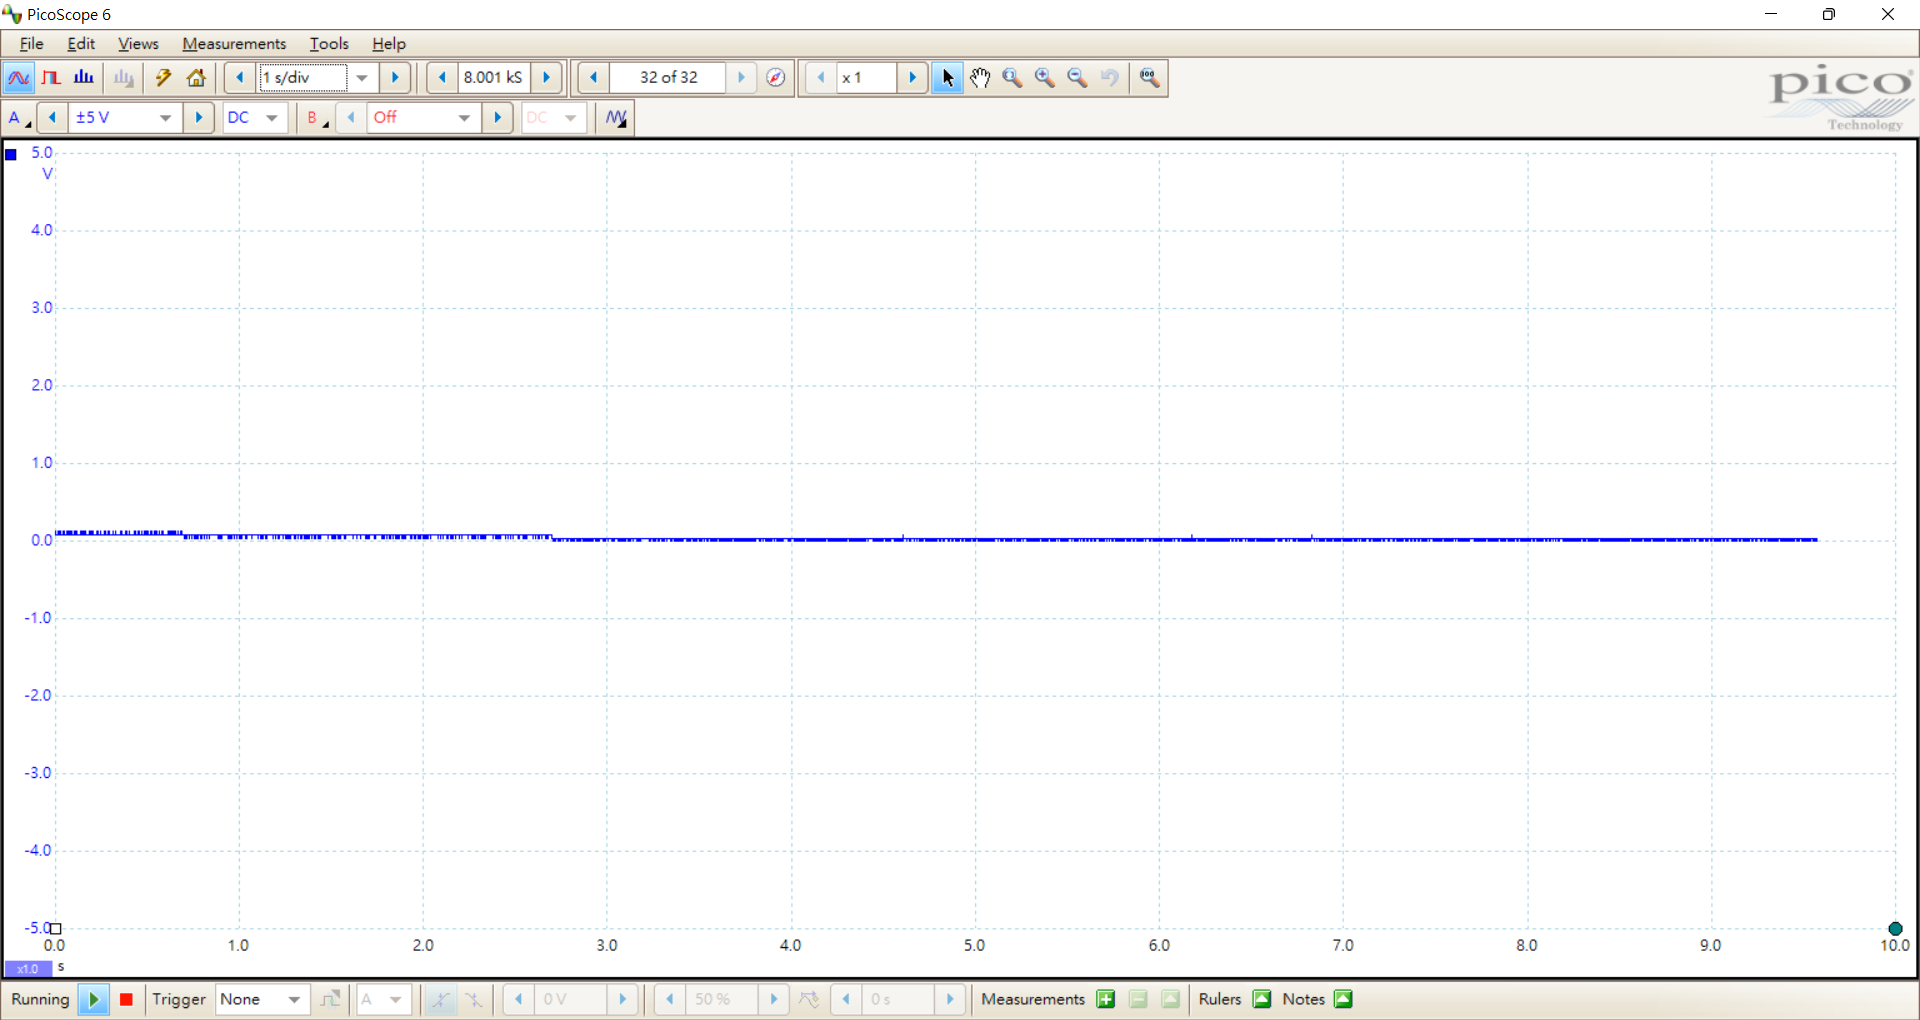 PicoScope 6
File Edit Views Measurements Tools Help
1 s/div 8.001 kS 32 of 32 x 1
pico
Technology
A ±5 V DC B Off DC
5.0
V
4.0
3.0
2.0
1.0
0.0
-1.0
-2.0
-3.0
-4.0
-5.0
0.0 1.0 2.0 3.0 4.0 5.0 6.0 7.0 8.0 9.0 10.0
x1.0 s
Running Trigger None A 0 V 50 % 0 s Measurements Rulers Notes